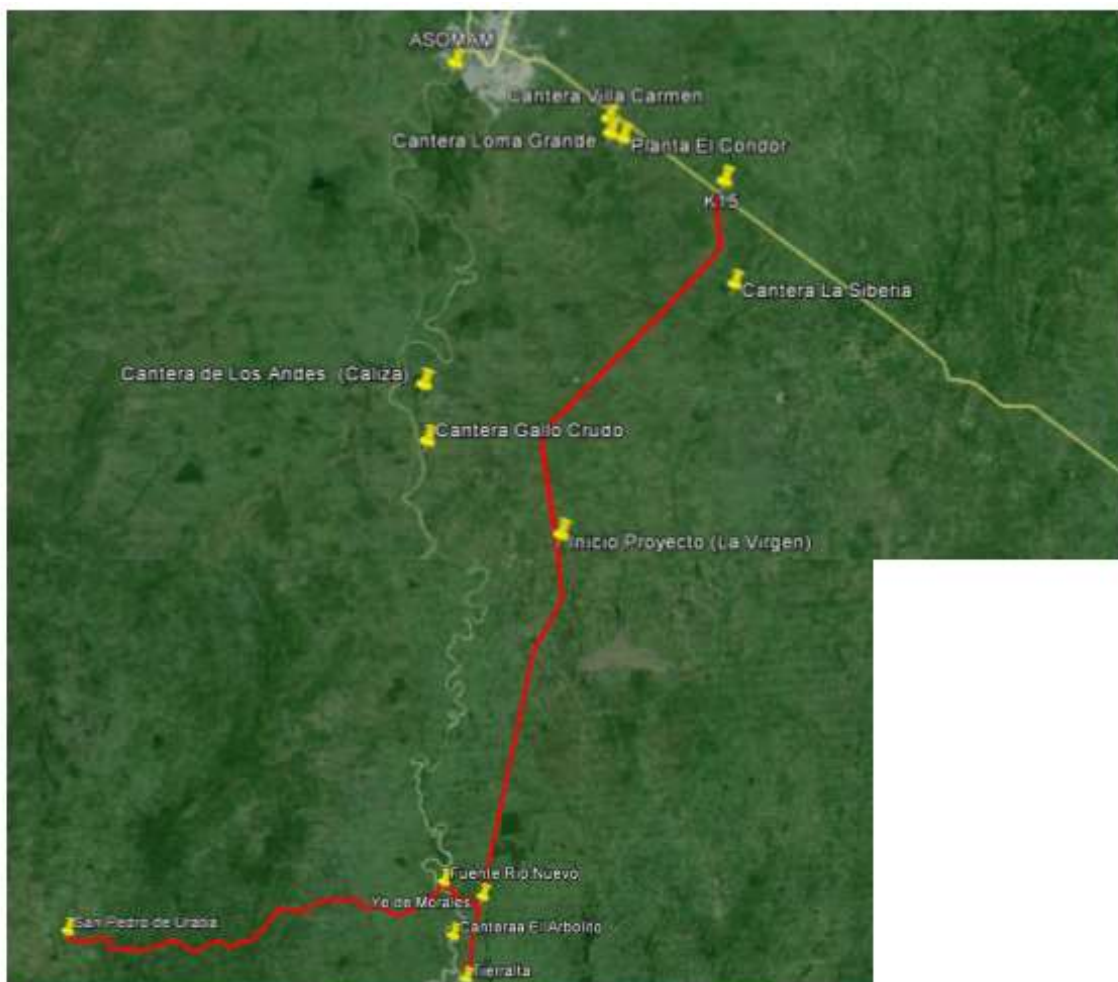 ASOMAM
Cantera Villa Carmen
Cantera Loma Grande
Planta El Condor
K15
Cantera La Siberia
Cantera de Los Andes (Caliza)
Cantera Gallo Crudo
Inicio Proyecto (La Virgen)
Fuente Rio Nuevo
Ye de Morales
San Pedro de Uraba
Canteraa El Arbolito
Tierralta